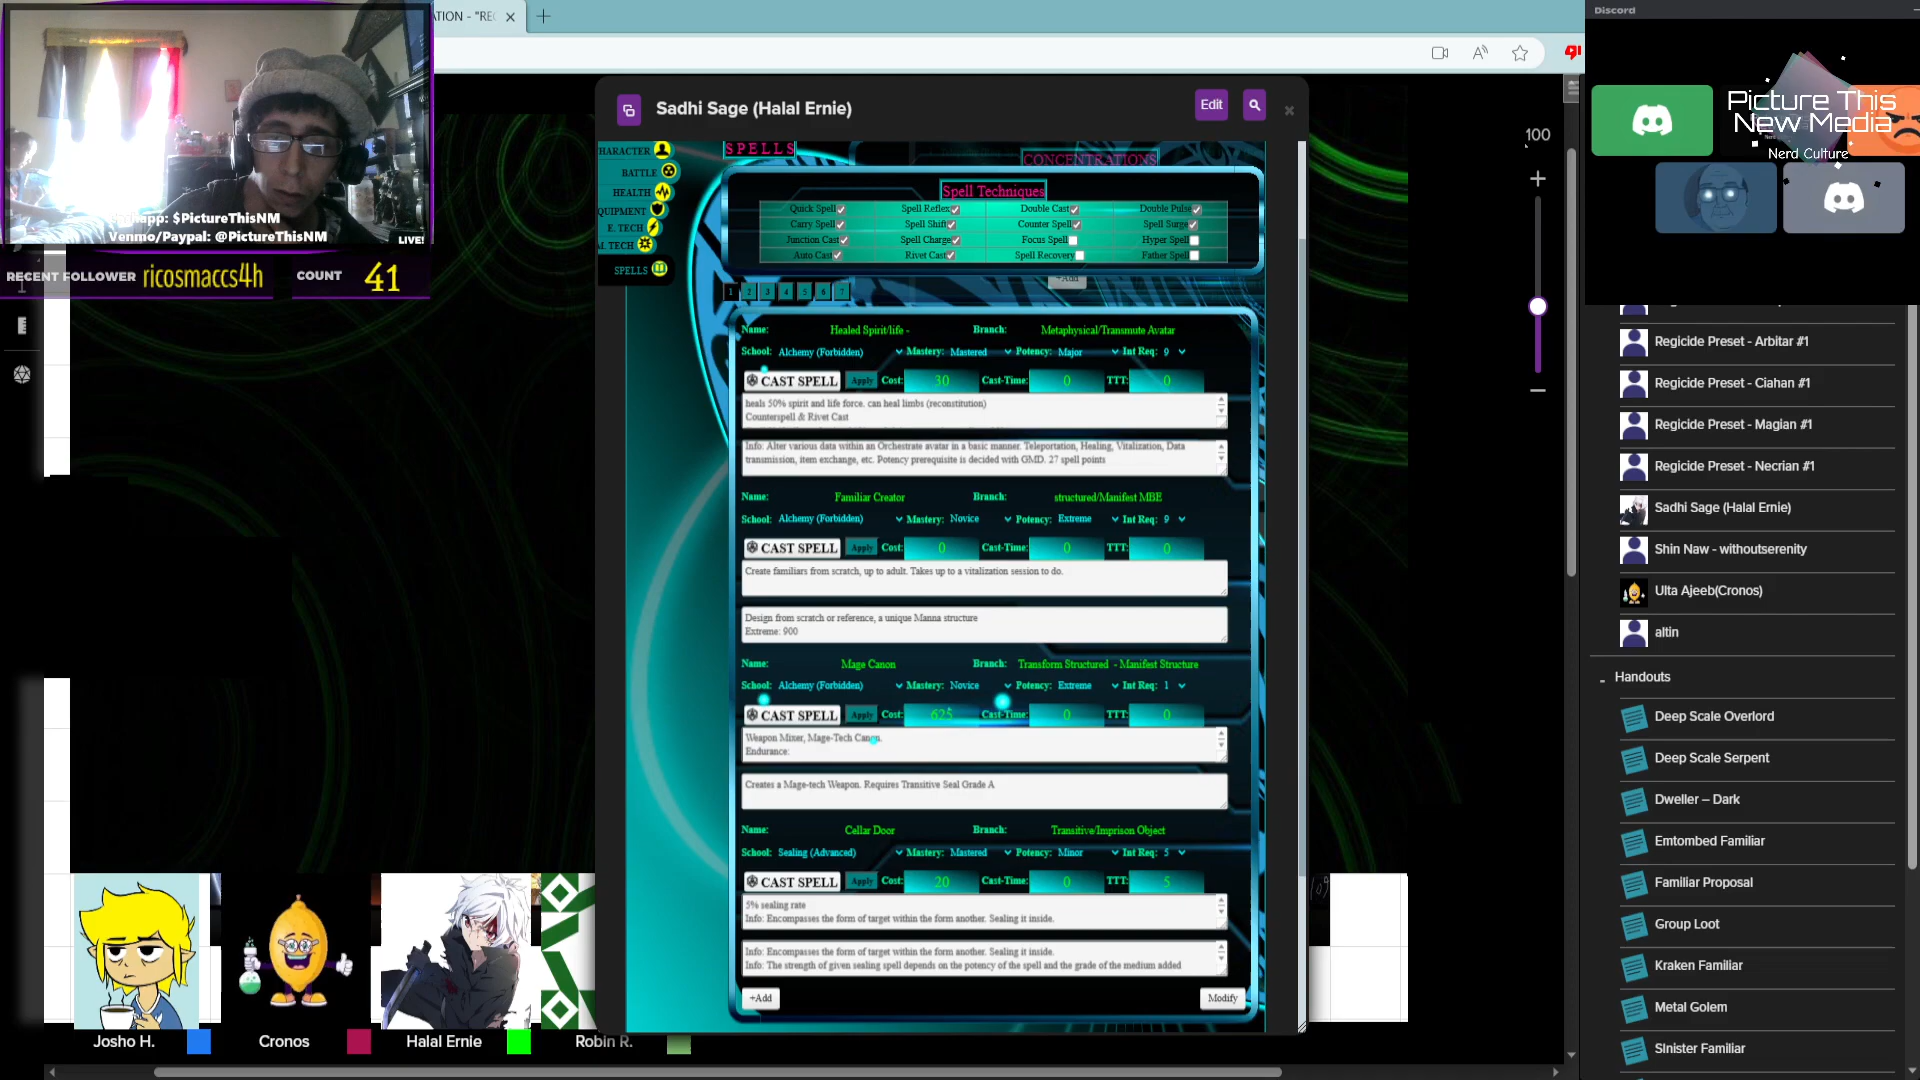 ATION - "REC
Sadhi Sage (Halal Ernie)
Edit
Discord
Picture This
New Media
Nerd Culture
100
$PictureThisNM
Venmo/Paypal: @PictureThisNM
LIVE!
RECENT FOLLOWER ricosmaccs4h COUNT 41
SPELLS
CONCENTRATIONS
HARACTER
BATTLE
HEALTH
QUIPMENT
E. TECH
AL TECH
SPELLS
Spell Techniques
Quick Spell Spell Reflex Double Cast Double Pulse
Carry Spell Spell Shift Counter Spell Spell Surge
Junction Cast Spell Charge Focus Spell Hyper Spell
Auto Cast Rivet Cast Spell Recovery Father Spell
+Add
1 2 3 4 5 6 7
Name: Healed Spirit/life - Branch: Metaphysical/Transmute Avatar
School: Alchemy (Forbidden) Mastery: Mastered Potency: Major Int Req: 9
CAST SPELL Apply Cost: 30 Cast-Time: 0 TTT: 0
heals 50% spirit and life force. can heal limbs (reconstitution)
Counterspell & Rivet Cast
Info: Alter various data within an Orchestrate avatar in a basic manner. Teleportation, Healing, Vitalization, Data
transmission, item exchange, etc. Potency prerequisite is decided with GMD. 27 spell points
Name: Familiar Creator Branch: structured/Manifest MBE
School: Alchemy (Forbidden) Mastery: Novice Potency: Extreme Int Req: 9
CAST SPELL Apply Cost: 0 Cast-Time: 0 TTT: 0
Create familiars from scratch, up to adult. Takes up to a vitalization session to do.
Design from scratch or reference, a unique Manna structure
Extreme: 900
Name: Mage Canon Branch: Transform Structured - Manifest Structure
School: Alchemy (Forbidden) Mastery: Novice Potency: Extreme Int Req: 1
CAST SPELL Apply Cost: 625 Cast-Time: 0 TTT: 0
Weapon Mixer, Mage-Tech Canon.
Endurance:
Creates a Mage-tech Weapon. Requires Transitive Seal Grade A
Name: Cellar Door Branch: Transitive/Imprison Object
School: Sealing (Advanced) Mastery: Mastered Potency: Minor Int Req: 5
CAST SPELL Apply Cost: 20 Cast-Time: 0 TTT: 5
5% sealing rate
Info: Encompasses the form of target within the form another. Sealing it inside.
Info: Encompasses the form of target within the form another. Sealing it inside.
Info: The strength of given sealing spell depends on the potency of the spell and the grade of the medium added
+Add Modify
Josho H.
Cronos
Halal Ernie
Robin R.
Regicide Preset - Arbitar #1
Regicide Preset - Ciahan #1
Regicide Preset - Magian #1
Regicide Preset - Necrian #1
Sadhi Sage (Halal Ernie)
Shin Naw - withoutserenity
Ulta Ajeeb(Cronos)
altin
Handouts
Deep Scale Overlord
Deep Scale Serpent
Dweller – Dark
Emtombed Familiar
Familiar Proposal
Group Loot
Kraken Familiar
Metal Golem
SInister Familiar